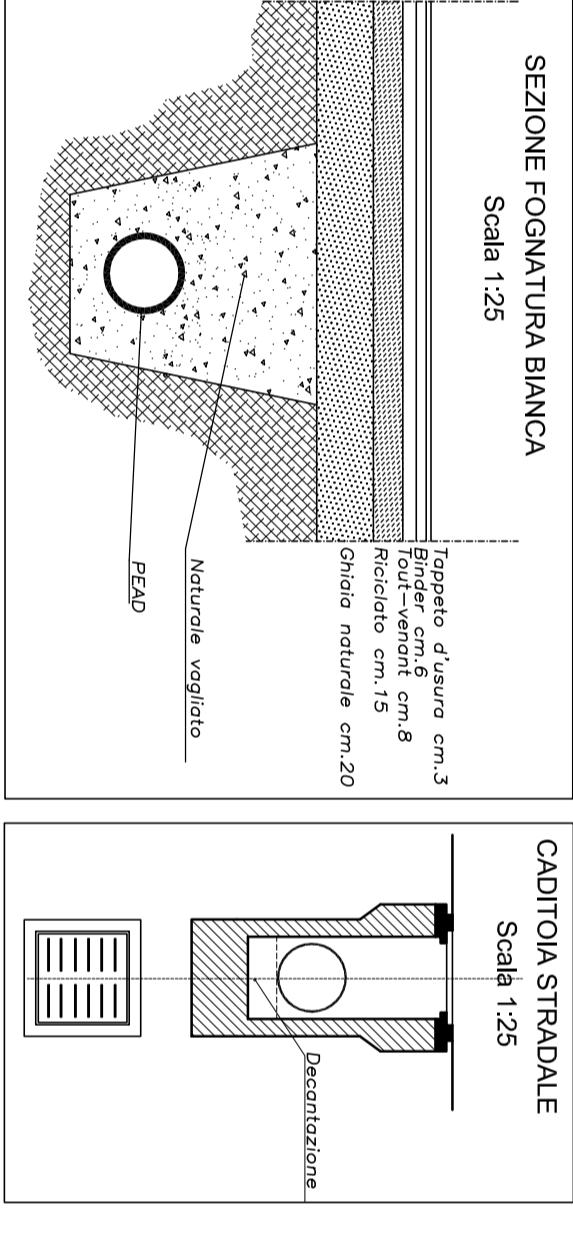 SEZIONE FOGNATURA BIANCA
Scala 1:25
Tappeto d'usura cm.3
Binder cm.6
Tout-venant cm.8
Riciclato cm.15
Ghiaia naturale cm.20
Naturale vagliato
PEAD
CADITOIA STRADALE
Scala 1:25
Decantazione